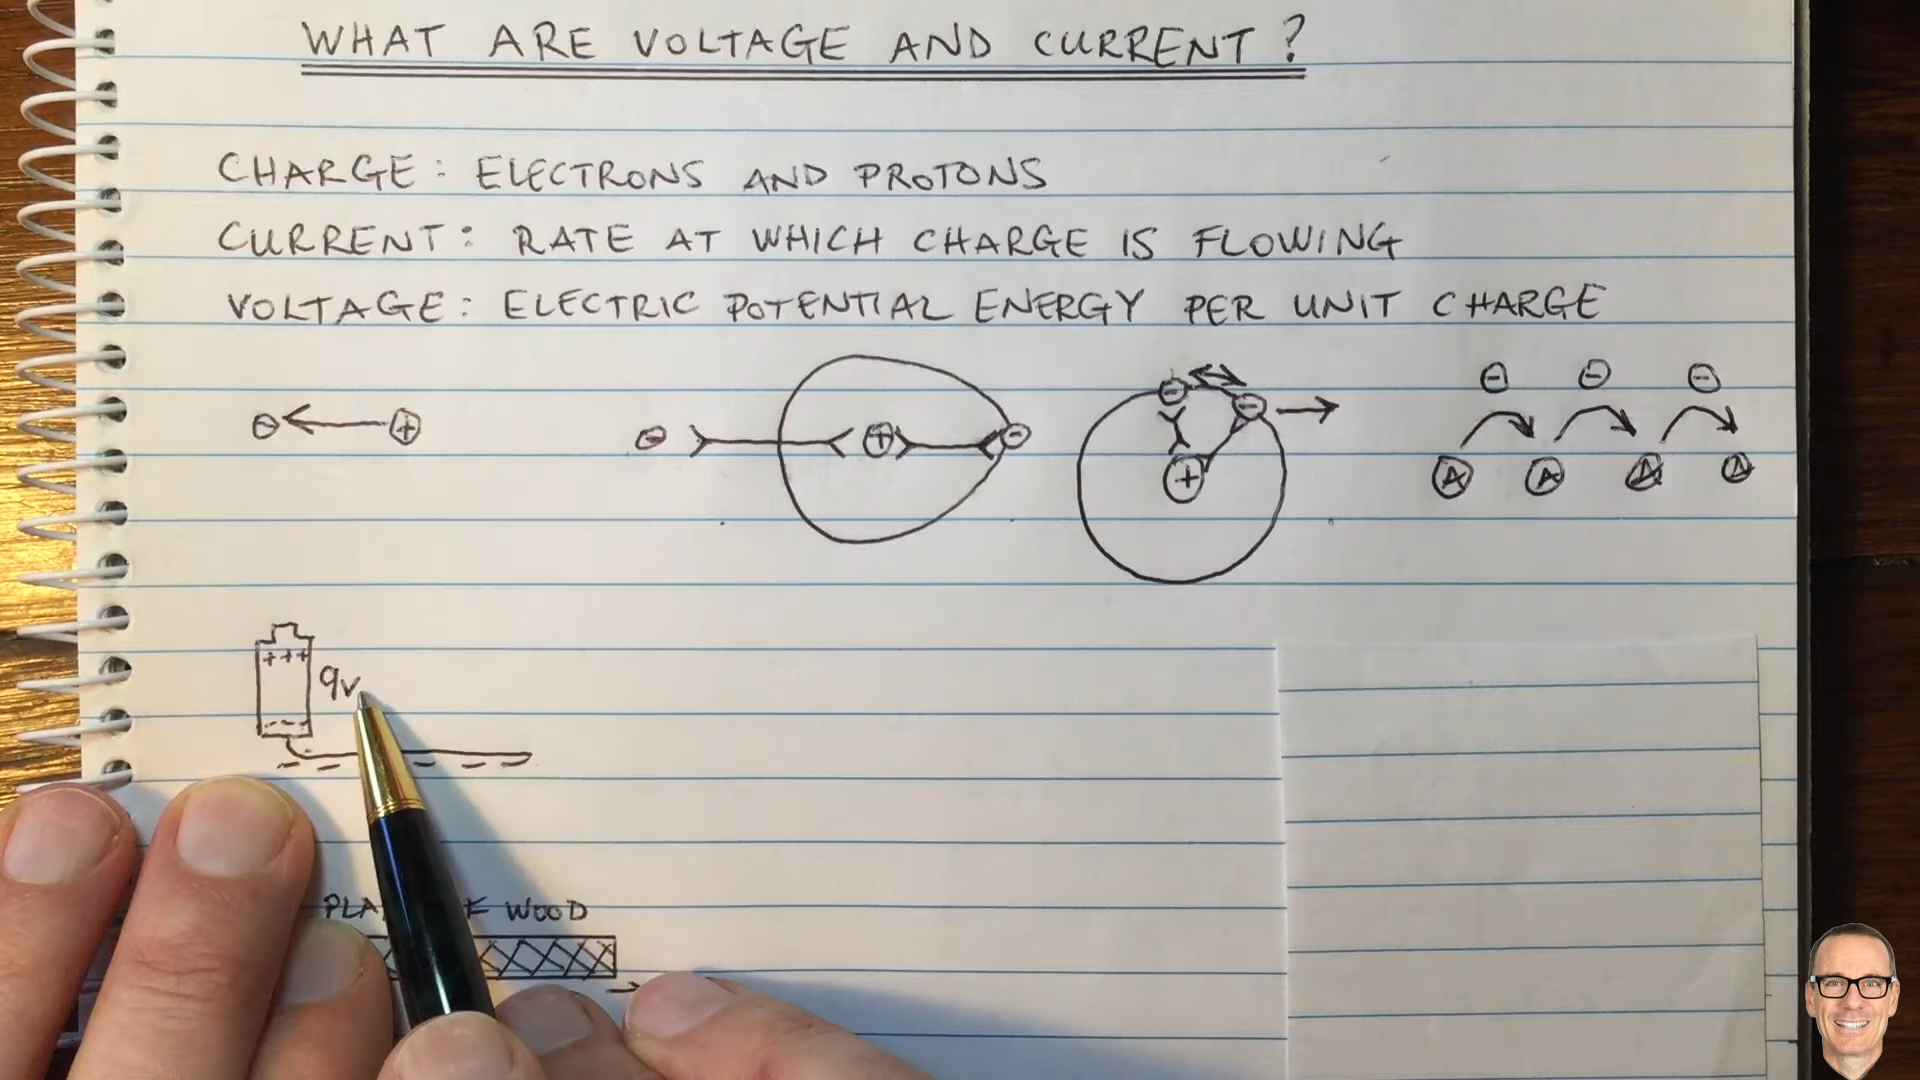 WHAT ARE VOLTAGE AND CURRENT?
CHARGE: ELECTRONS AND PROTONS
CURRENT: RATE AT WHICH CHARGE IS FLOWING
VOLTAGE: ELECTRIC POTENTIAL ENERGY PER UNIT CHARGE
⊖ ⊕
⊖ ⊕ ⊖
⊖ ⊖
+
⊖ ⊖ ⊖
A A A A
+++
9V
---
WOOD